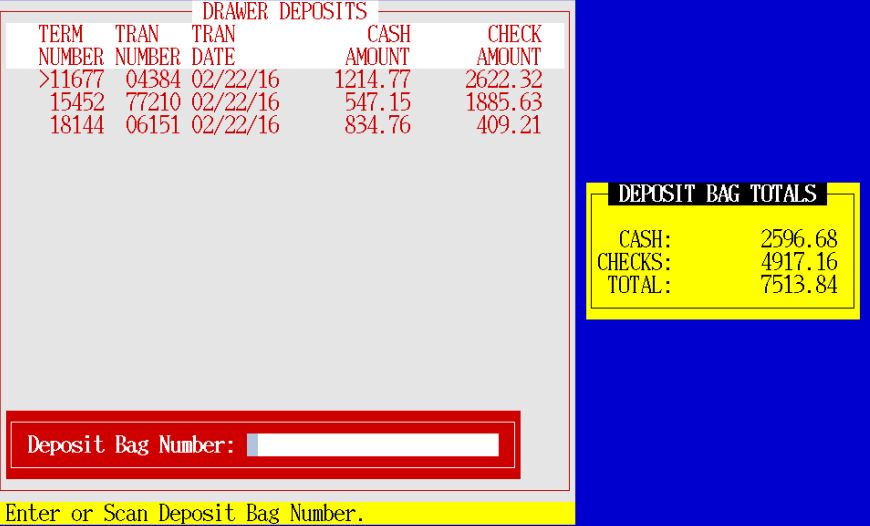 DRAWER DEPOSITS
TERM TRAN TRAN CASH CHECK
NUMBER NUMBER DATE AMOUNT AMOUNT
>11677 04384 02/22/16 1214.77 2622.32
15452 77210 02/22/16 547.15 1885.63
18144 06151 02/22/16 834.76 409.21
DEPOSIT BAG TOTALS
CASH: 2596.68
CHECKS: 4917.16
TOTAL: 7513.84
Deposit Bag Number:
Enter or Scan Deposit Bag Number.